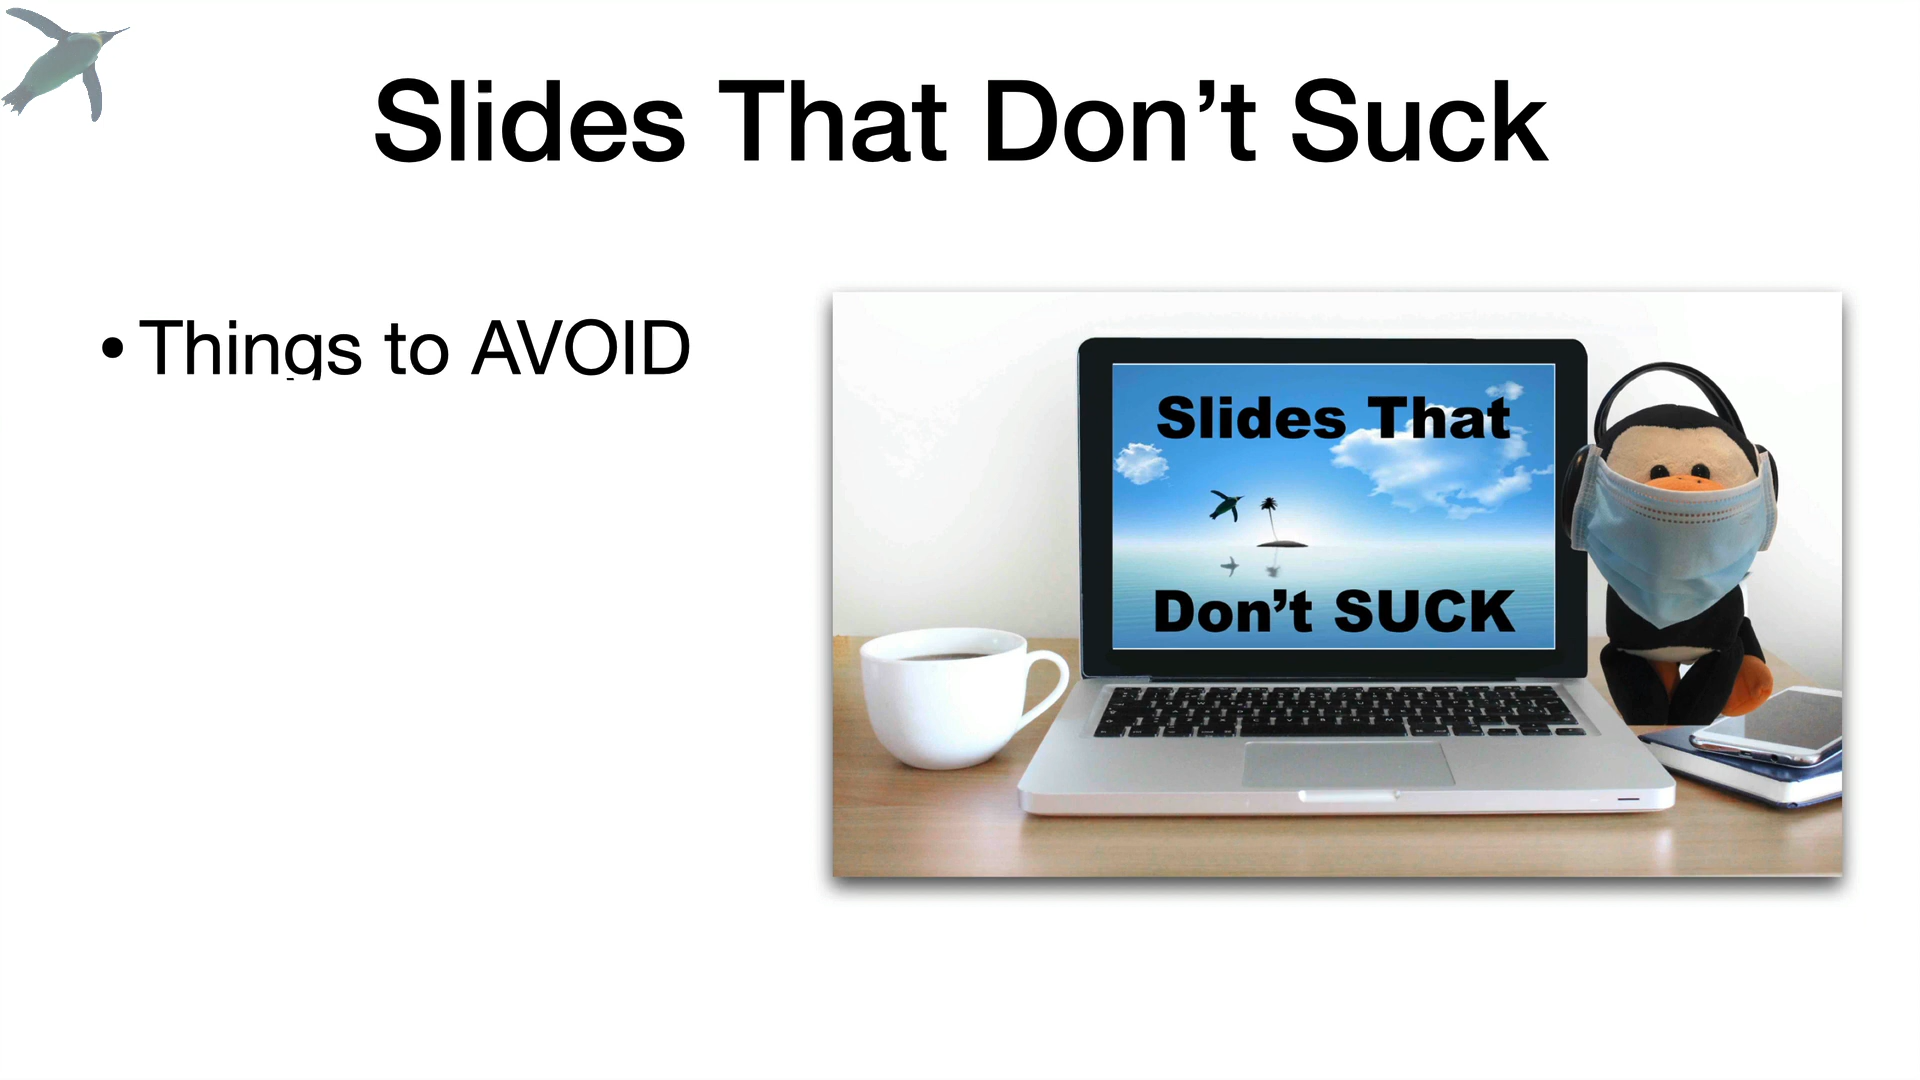 Slides That Don’t Suck
• Things to AVOID
Slides That
Don’t SUCK